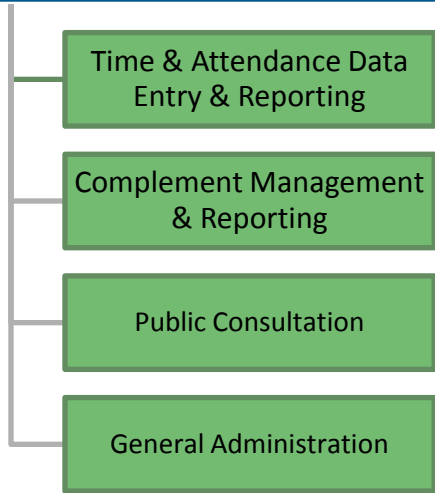 Time & Attendance Data
Entry & Reporting
Complement Management
& Reporting
Public Consultation
General Administration